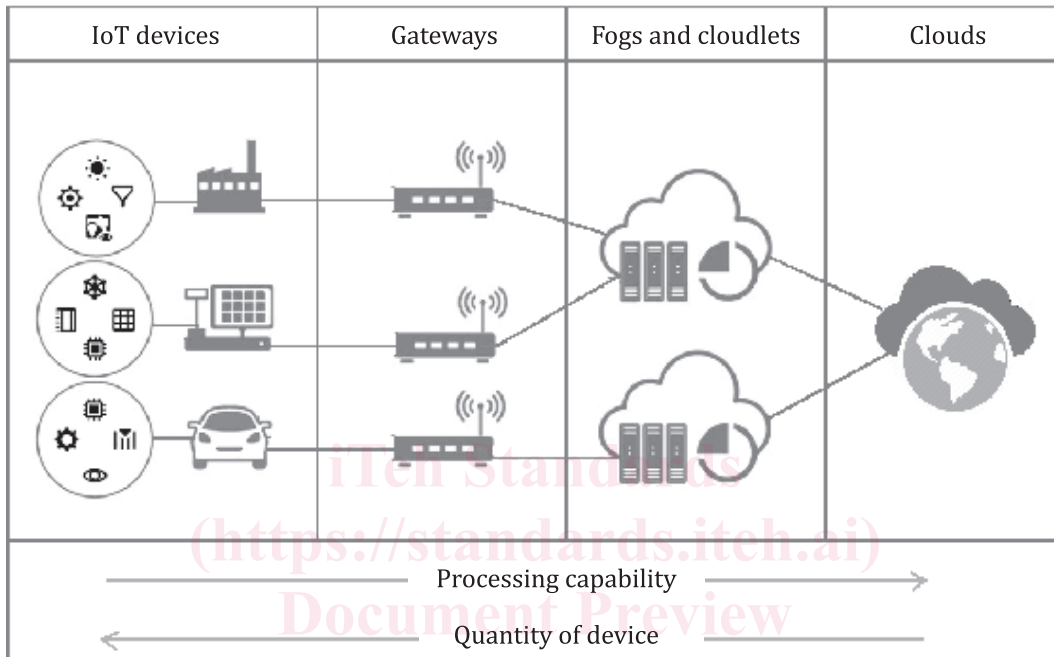 IoT devices
Gateways
Fogs and cloudlets
Clouds
iTeh Standards
(https://standards.iteh.ai)
Processing capability
Document Preview
Quantity of device